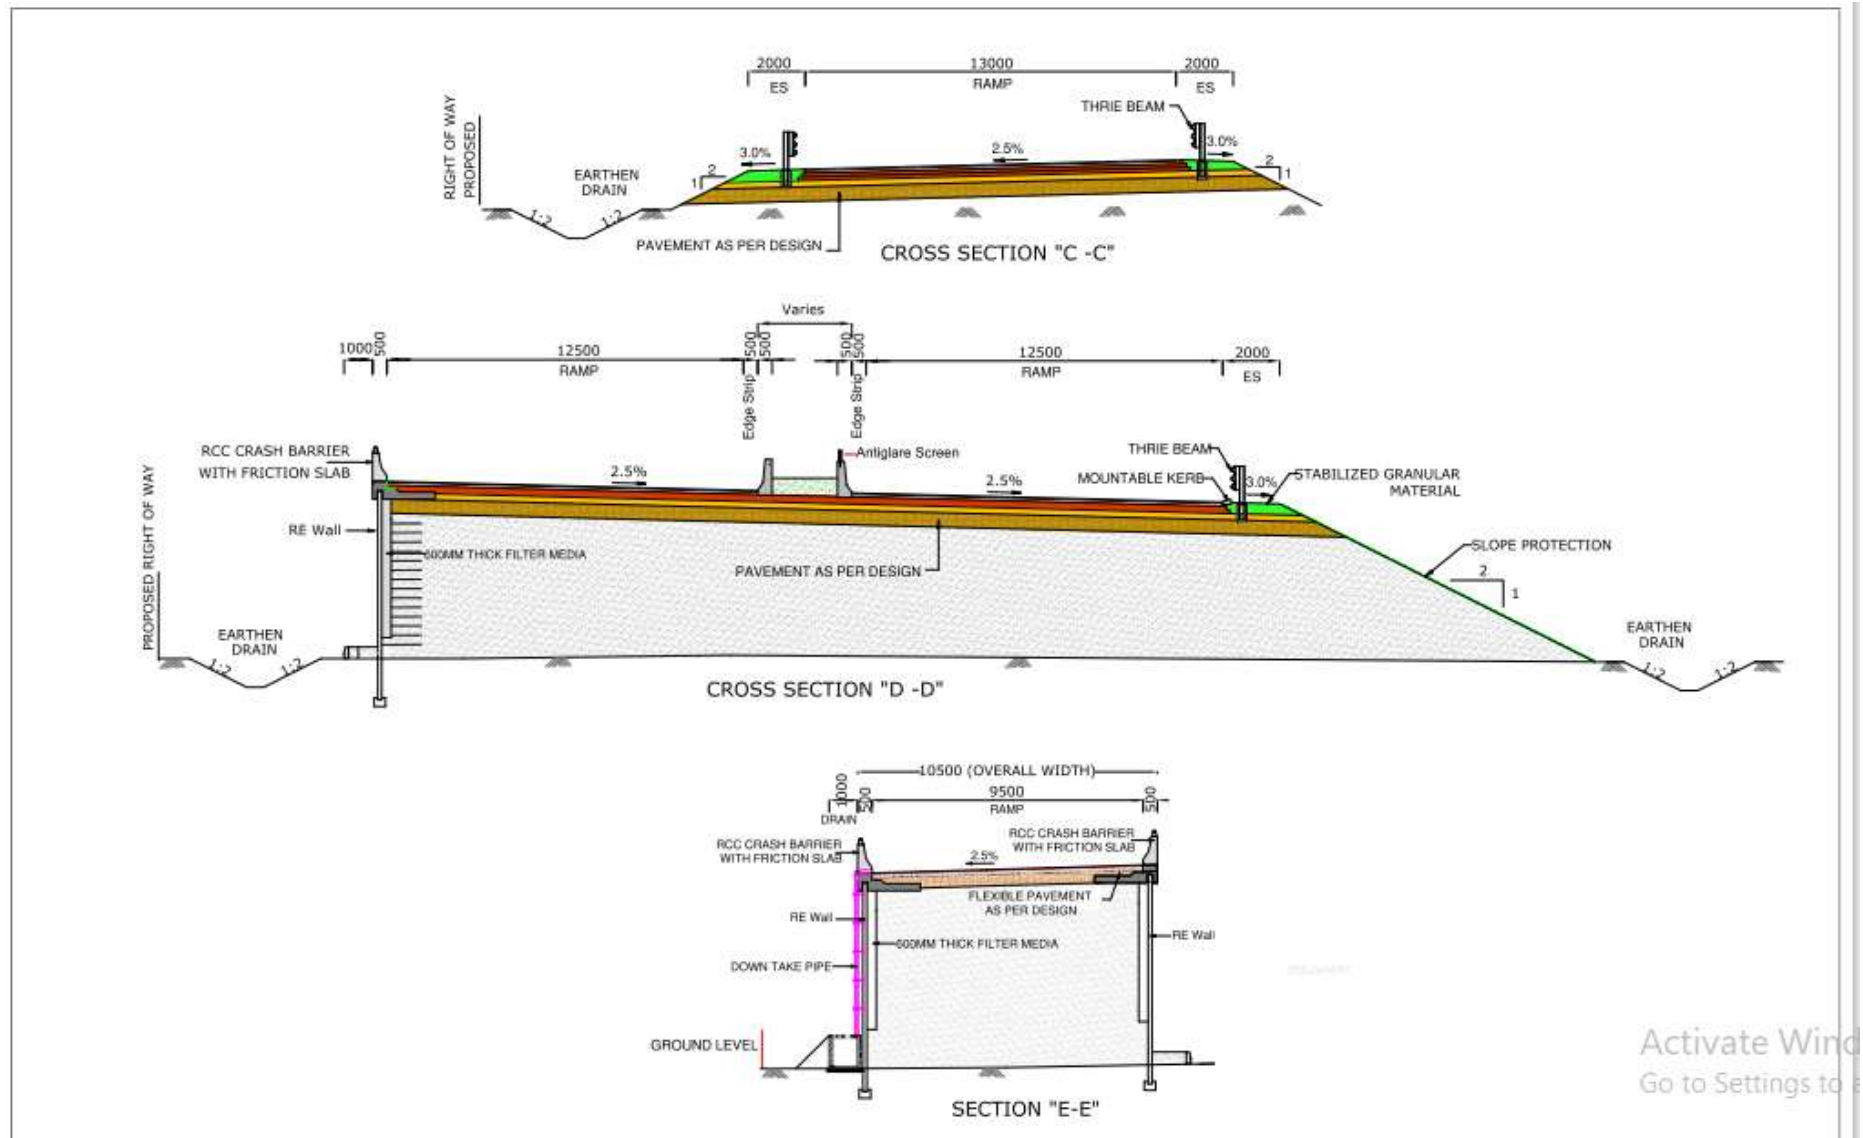 2000 13000 2000
ES RAMP ES
THRIE BEAM
RIGHT OF WAY
PROPOSED
3.0% 2.5% 3.0%
2
1
2
1
EARTHEN
DRAIN
1:2 1:2
PAVEMENT AS PER DESIGN
CROSS SECTION "C -C"
Varies
1000 500 12500 500 500 500 500 12500 2000
RAMP RAMP ES
Edge Strip
Edge Strip
RCC CRASH BARRIER
WITH FRICTION SLAB
Antiglare Screen
THRIE BEAM
MOUNTABLE KERB
STABILIZED GRANULAR
MATERIAL
2.5% 2.5% 3.0%
PROPOSED RIGHT OF WAY
RE Wall
600MM THICK FILTER MEDIA
PAVEMENT AS PER DESIGN
SLOPE PROTECTION
2
1
EARTHEN
DRAIN
1:2 1:2
EARTHEN
DRAIN
1:2 1:2
CROSS SECTION "D -D"
10500 (OVERALL WIDTH)
1000 500 9500 500
DRAIN RAMP
RCC CRASH BARRIER
WITH FRICTION SLAB
RCC CRASH BARRIER
WITH FRICTION SLAB
2.5%
FLEXIBLE PAVEMENT
AS PER DESIGN
RE Wall
RE Wall
600MM THICK FILTER MEDIA
DOWN TAKE PIPE
GROUND LEVEL
SECTION "E-E"
Activate Wind
Go to Settings to a